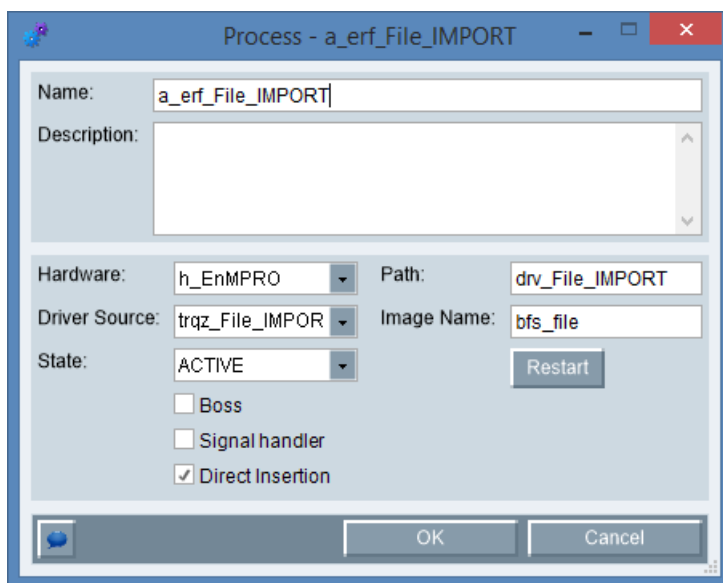 Process - a_erf_File_IMPORT
Name: a_erf_File_IMPORT
Description:
Hardware: h_EnMPRO Path: drv_File_IMPORT
Driver Source: trqz_File_IMPOR Image Name: bfs_file
State: ACTIVE Restart
Boss
Signal handler
Direct Insertion
OK Cancel